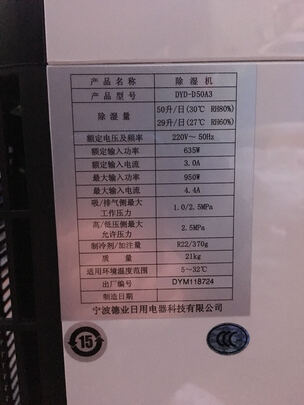 产品名称 除湿机
产品型号 DYD-D50A3
除湿量 50升/日(30℃ RH80%)
29升/日(27℃ RH60%)
额定电压及频率 220V～ 50Hz
额定输入功率 635W
额定输入电流 3.0A
最大输入功率 950W
最大输入电流 4.4A
吸/排气侧最大
工作压力 1.0/2.5MPa
高/低压侧最大
允许压力 2.5MPa
制冷剂/加注量 R22/370g
质量 21kg
适用环境温度范围 5～32℃
出厂编号 DYM118724
制造日期
宁波德业日用电器科技有限公司
15
CCC